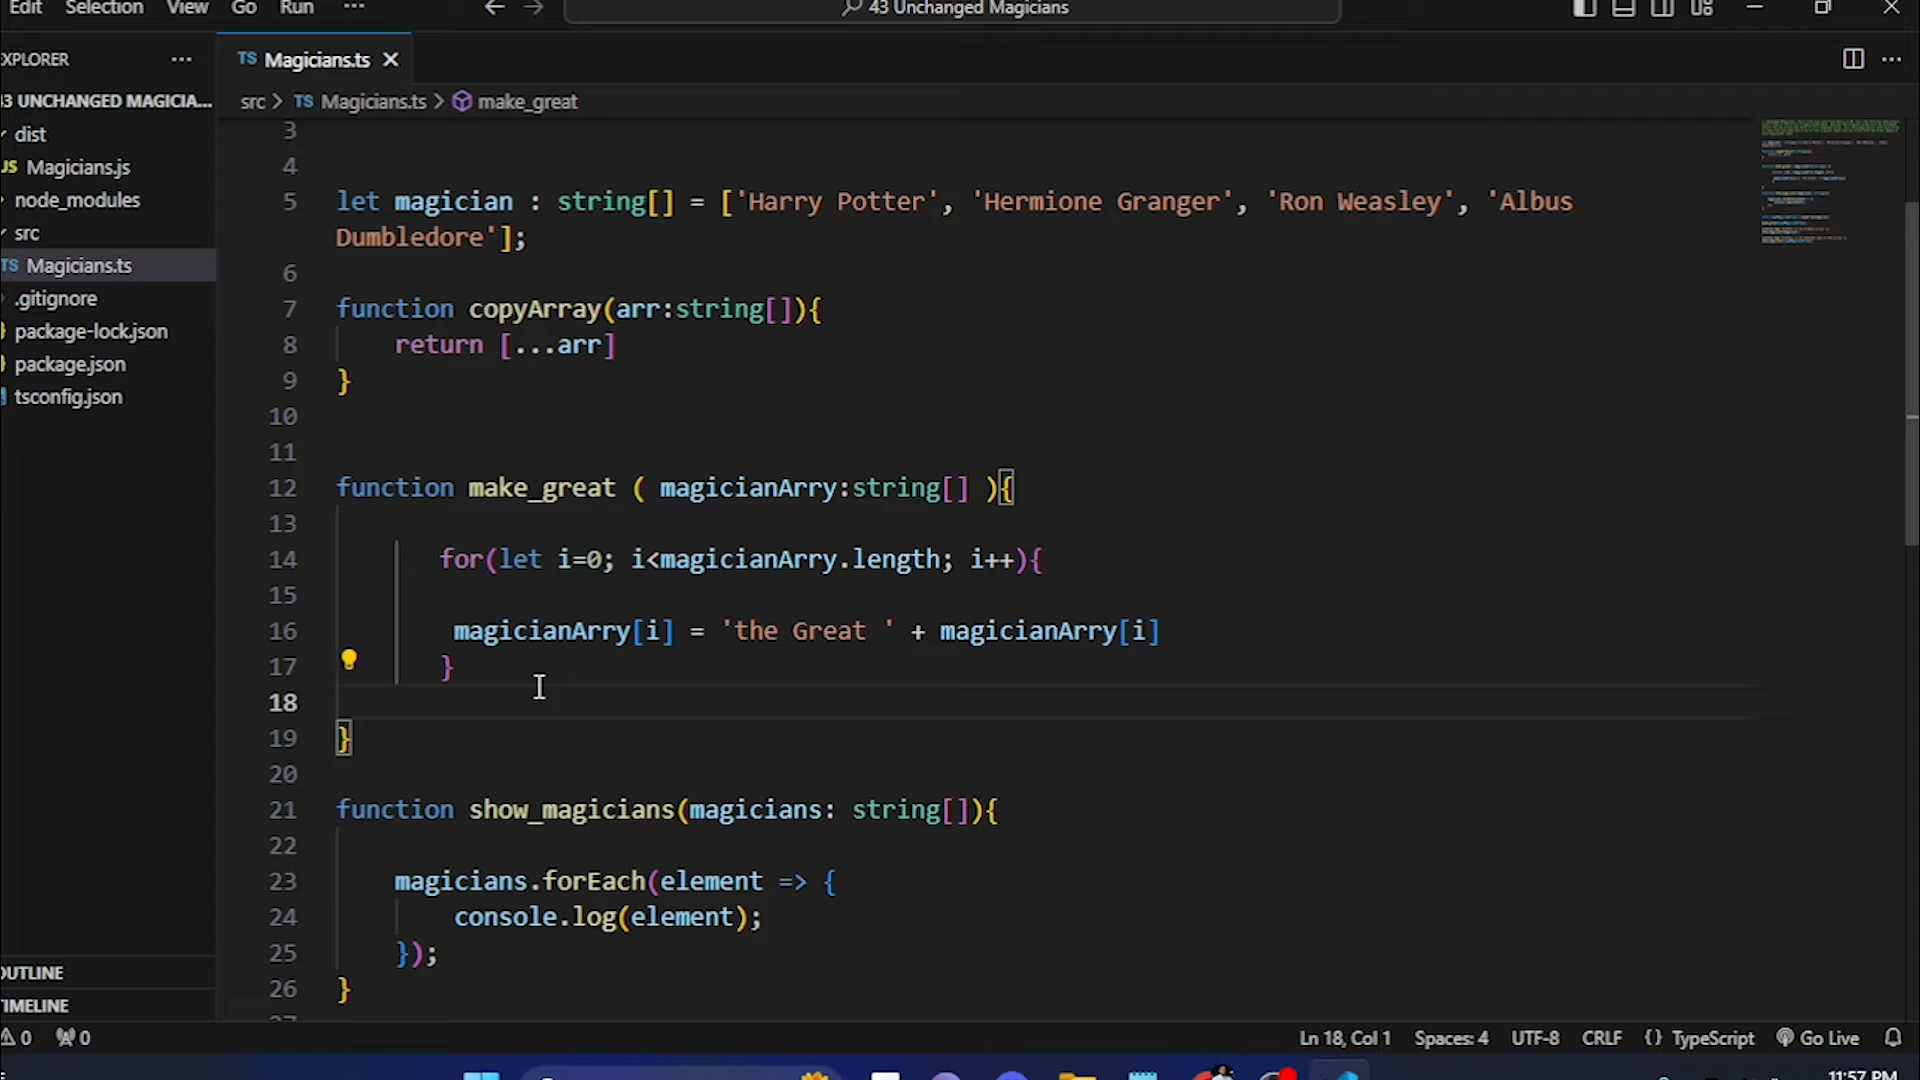 Edit Selection View Go Run ··· ← → 43 Unchanged Magicians
XPLORER ···
TS Magicians.ts ×
43 UNCHANGED MAGICIA...
src > TS Magicians.ts > make_great
dist
JS Magicians.js
node_modules
src
TS Magicians.ts
.gitignore
package-lock.json
package.json
tsconfig.json
OUTLINE
TIMELINE
3
4
5 let magician : string[] = ['Harry Potter', 'Hermione Granger', 'Ron Weasley', 'Albus
Dumbledore'];
6
7 function copyArray(arr:string[]){
8 return [...arr]
9 }
10
11
12 function make_great ( magicianArry:string[] ){
13
14 for(let i=0; i<magicianArry.length; i++){
15
16 magicianArry[i] = 'the Great ' + magicianArry[i]
17 }
18
19 }
20
21 function show_magicians(magicians: string[]){
22
23 magicians.forEach(element => {
24 console.log(element);
25 });
26 }
27
0 0 Ln 18, Col 1 Spaces: 4 UTF-8 CRLF {} TypeScript Go Live
11:57 PM